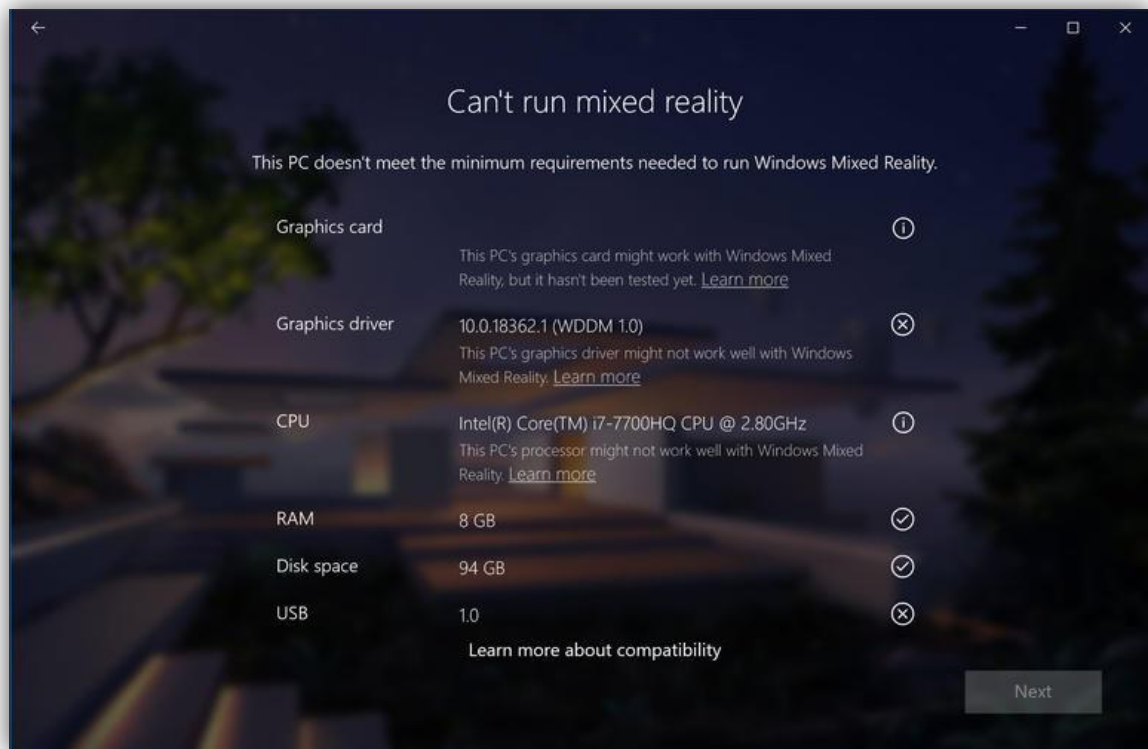 Can't run mixed reality
This PC doesn't meet the minimum requirements needed to run Windows Mixed Reality.
Graphics card
This PC's graphics card might work with Windows Mixed
Reality, but it hasn't been tested yet. Learn more
Graphics driver 10.0.18362.1 (WDDM 1.0)
This PC's graphics driver might not work well with Windows
Mixed Reality. Learn more
CPU Intel(R) Core(TM) i7-7700HQ CPU @ 2.80GHz
This PC's processor might not work well with Windows Mixed
Reality. Learn more
RAM 8 GB
Disk space 94 GB
USB 1.0
Learn more about compatibility
Next